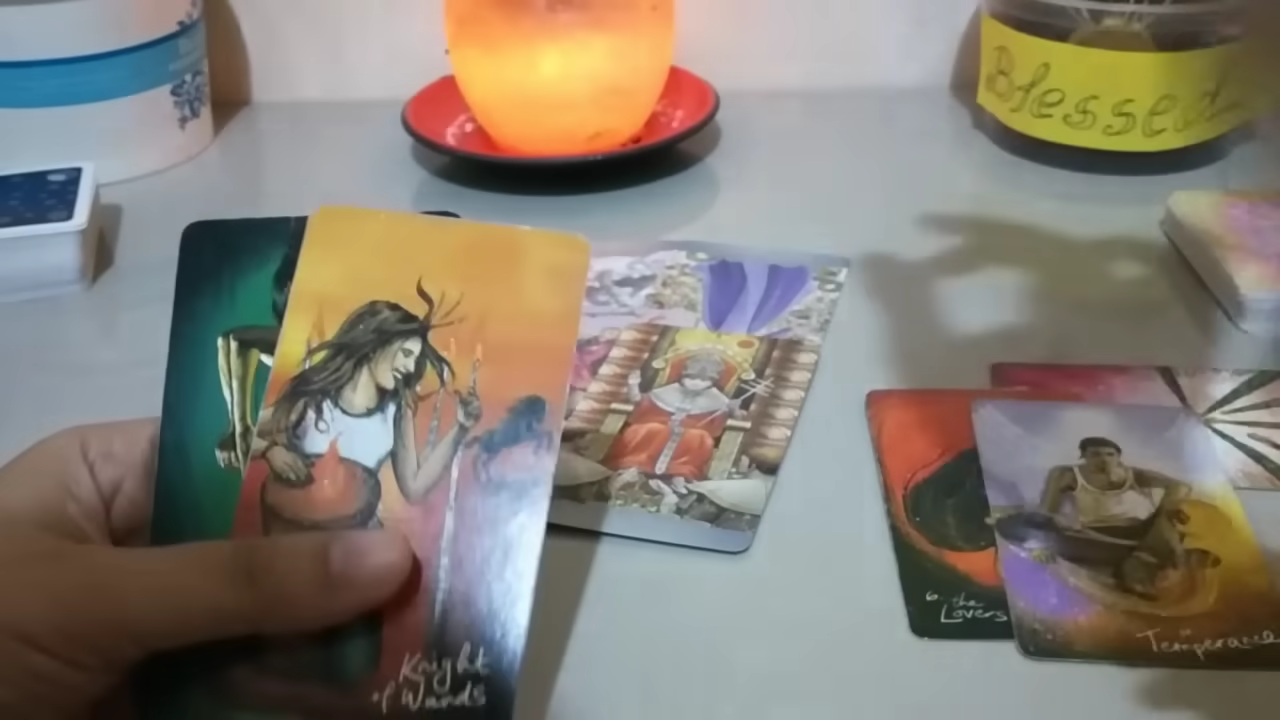 Blessed
6. the
Lovers
Temperance
Knight
of Wands